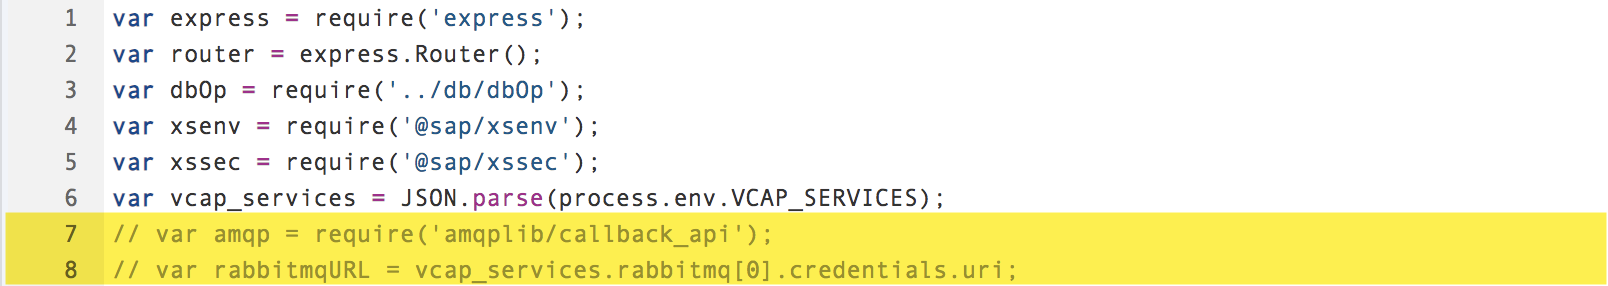 1 var express = require('express');
2 var router = express.Router();
3 var dbOp = require('../db/dbOp');
4 var xsenv = require('@sap/xsenv');
5 var xssec = require('@sap/xssec');
6 var vcap_services = JSON.parse(process.env.VCAP_SERVICES);
7 // var amqp = require('amqplib/callback_api');
8 // var rabbitmqURL = vcap_services.rabbitmq[0].credentials.uri;